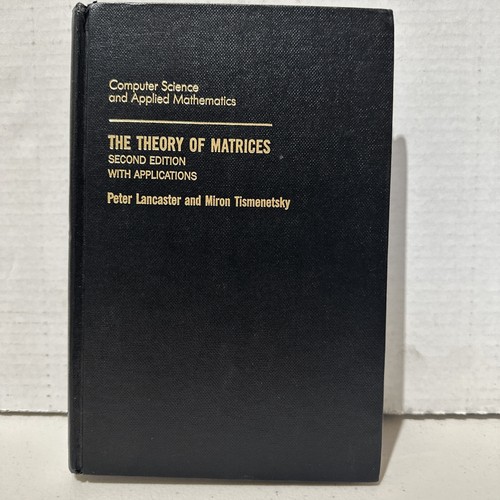 Computer Science
and Applied Mathematics
THE THEORY OF MATRICES
SECOND EDITION
WITH APPLICATIONS
Peter Lancaster and Miron Tismenetsky